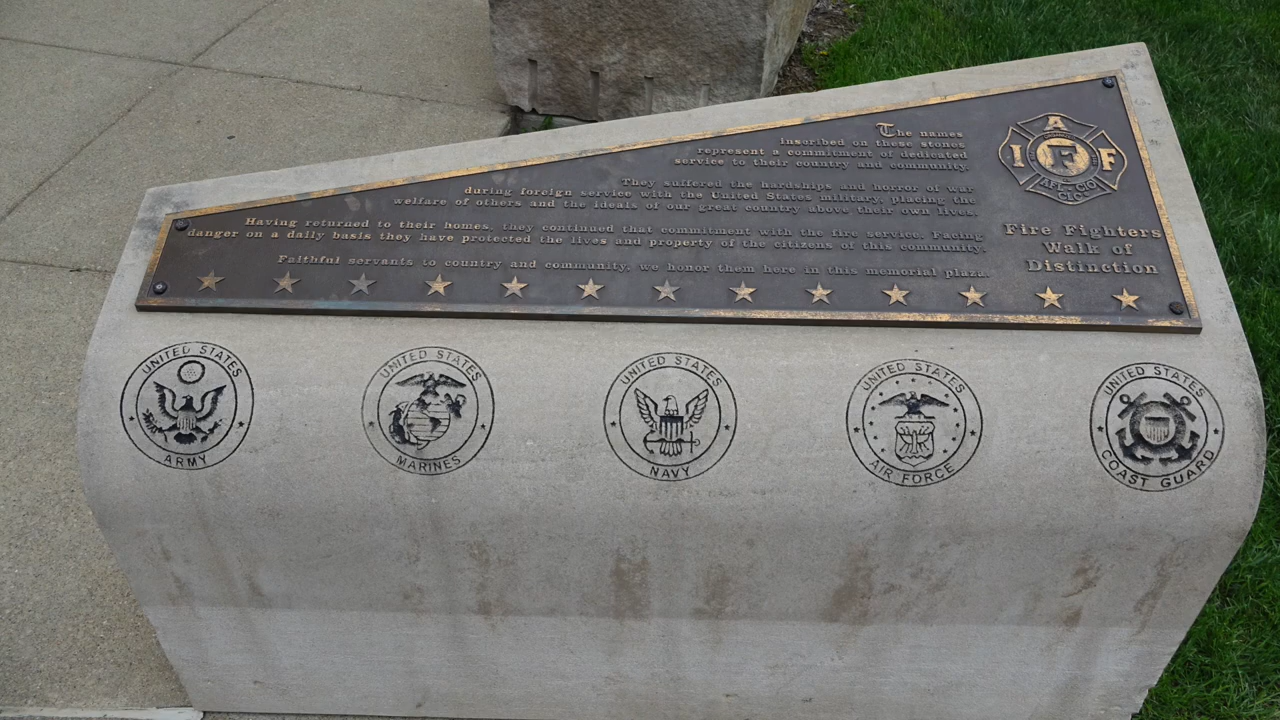 The names
inscribed on these stones
represent a commitment of dedicated
service to their country and community.
They suffered the hardships and horror of war
during foreign service with the United States military, placing the
welfare of others and the ideals of our great country above their own lives.
Having returned to their homes, they continued that commitment with the fire service. Facing
danger on a daily basis they have protected the lives and property of the citizens of this community.
Faithful servants to country and community, we honor them here in this memorial plaza.
I A F F
AFL-CIO
CLC
Fire Fighters
Walk of
Distinction
UNITED STATES
ARMY
UNITED STATES
MARINES
UNITED STATES
NAVY
UNITED STATES
AIR FORCE
UNITED STATES
COAST GUARD